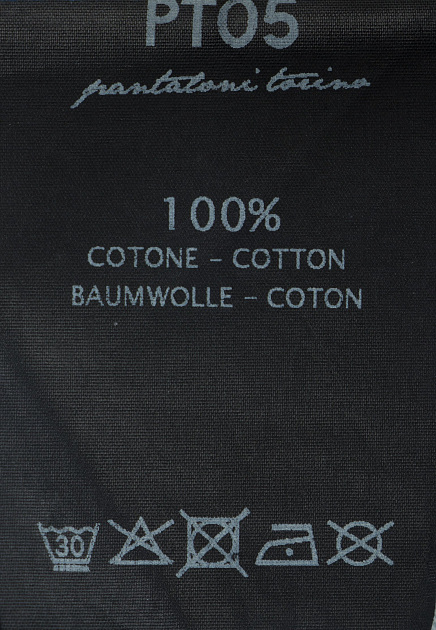 PT05
pantaloni torino
100%
COTONE – COTTON
BAUMWOLLE – COTON
30